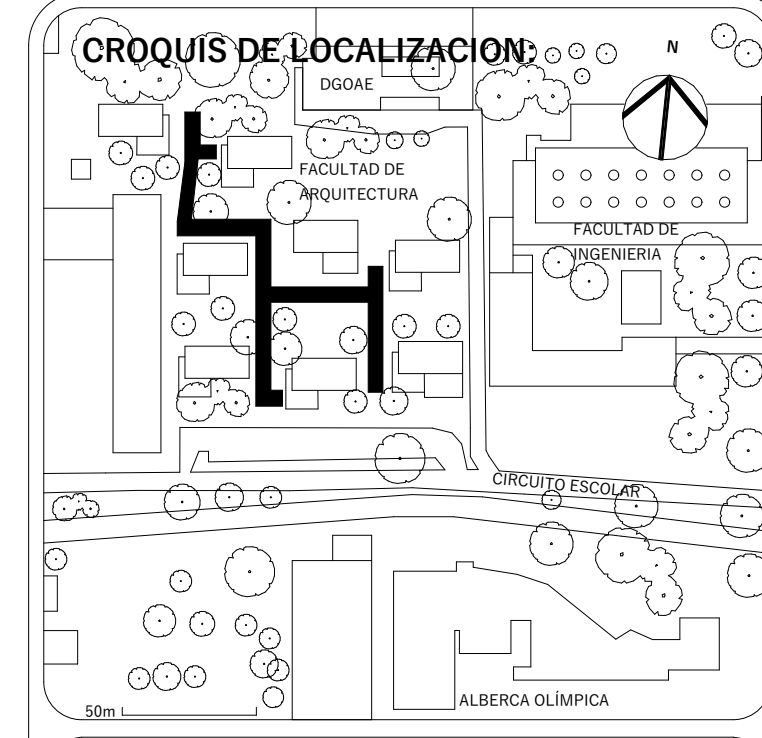 CROQUIS DE LOCALIZACION:
N
DGOAE
FACULTAD DE
ARQUITECTURA
FACULTAD DE
INGENIERIA
CIRCUITO ESCOLAR
ALBERCA OLÍMPICA
50m